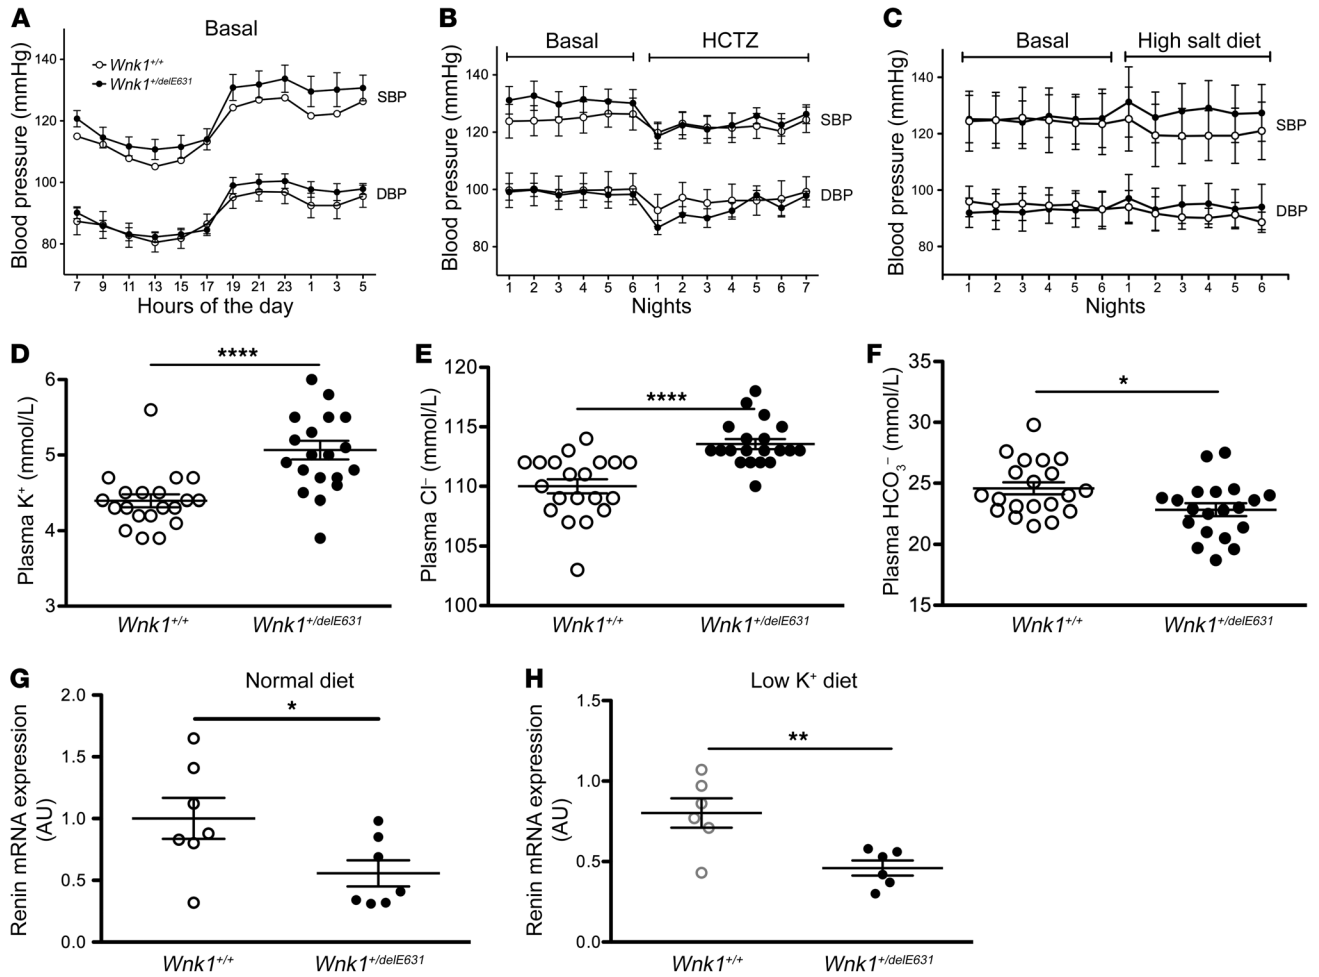 A
Basal
Blood pressure (mmHg)
140
120
100
80
Wnk1+/+
Wnk1+/delE631
SBP
DBP
7 9 11 13 15 17 19 21 23 1 3 5
Hours of the day
B
Basal HCTZ
Blood pressure (mmHg)
140
120
100
80
SBP
DBP
1 2 3 4 5 6 1 2 3 4 5 6 7
Nights
C
Basal High salt diet
Blood pressure (mmHg)
140
120
100
80
SBP
DBP
1 2 3 4 5 6 1 2 3 4 5 6
Nights
D
****
Plasma K+ (mmol/L)
6
5
4
3
Wnk1+/+ Wnk1+/delE631
E
****
Plasma Cl– (mmol/L)
120
115
110
105
100
Wnk1+/+ Wnk1+/delE631
F
*
Plasma HCO3– (mmol/L)
35
30
25
20
15
Wnk1+/+ Wnk1+/delE631
G
Normal diet
*
Renin mRNA expression
(AU)
2.0
1.5
1.0
0.5
0.0
Wnk1+/+ Wnk1+/delE631
H
Low K+ diet
**
Renin mRNA expression
(AU)
1.5
1.0
0.5
0.0
Wnk1+/+ Wnk1+/delE631